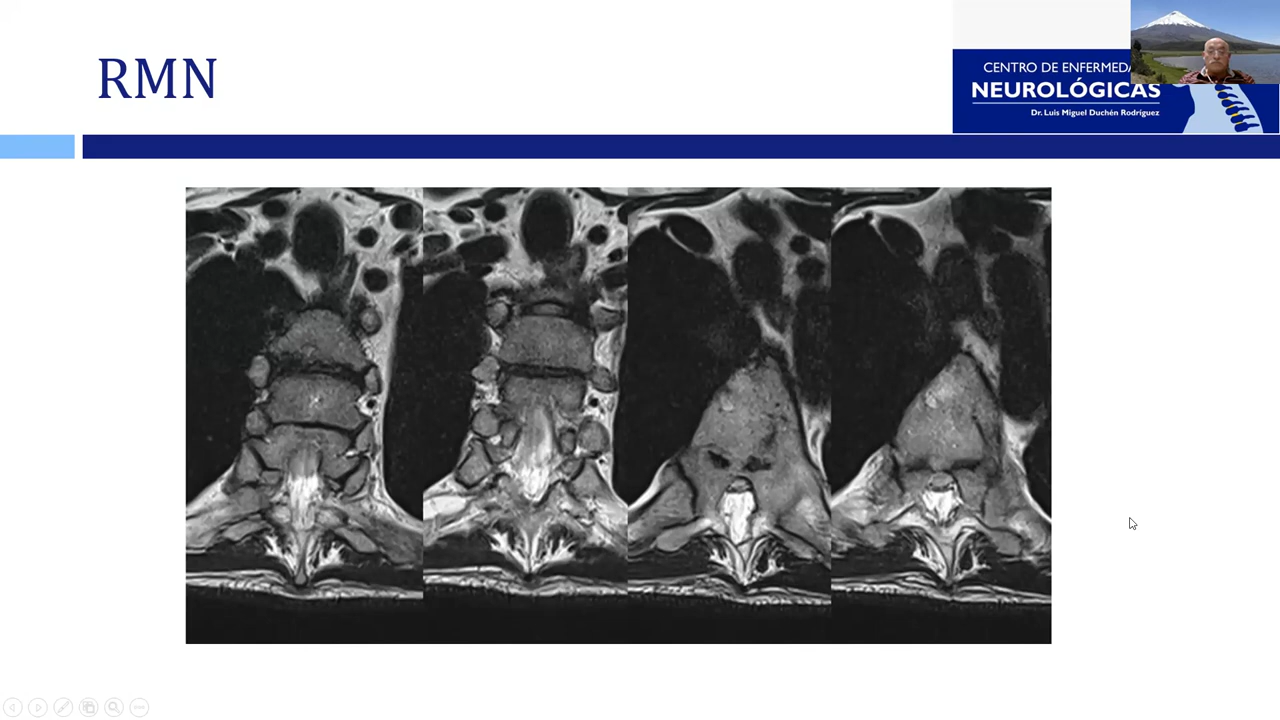 RMN
CENTRO DE ENFERMEDA
NEUROLÓGICAS
Dr. Luis Miguel Duchén Rodríguez